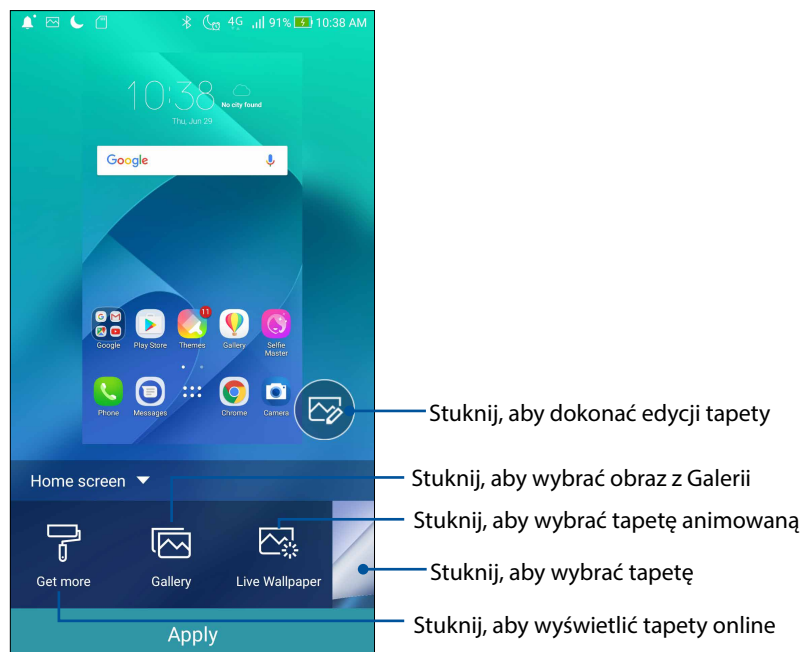 4G 91% 10:38 AM
10:38
No city found
Thu, Jun 29
Google
11
Google Play Store Themes Gallery Selfie Master
Phone Messages Chrome Camera
Stuknij, aby dokonać edycji tapety
Home screen
Stuknij, aby wybrać obraz z Galerii
Stuknij, aby wybrać tapetę animowaną
Stuknij, aby wybrać tapetę
Get more Gallery Live Wallpaper
Stuknij, aby wyświetlić tapety online
Apply